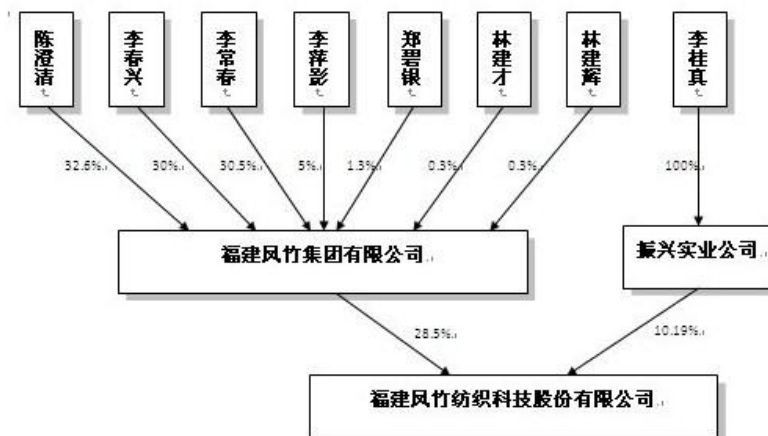 陈澄清
李春兴
李常春
李萍影
郑碧银
林建才
林建辉
李桂真
32.6%
30%
30.5%
5%
1.3%
0.3%
0.3%
100%
福建凤竹集团有限公司
振兴实业公司
28.5%
10.19%
福建凤竹纺织科技股份有限公司